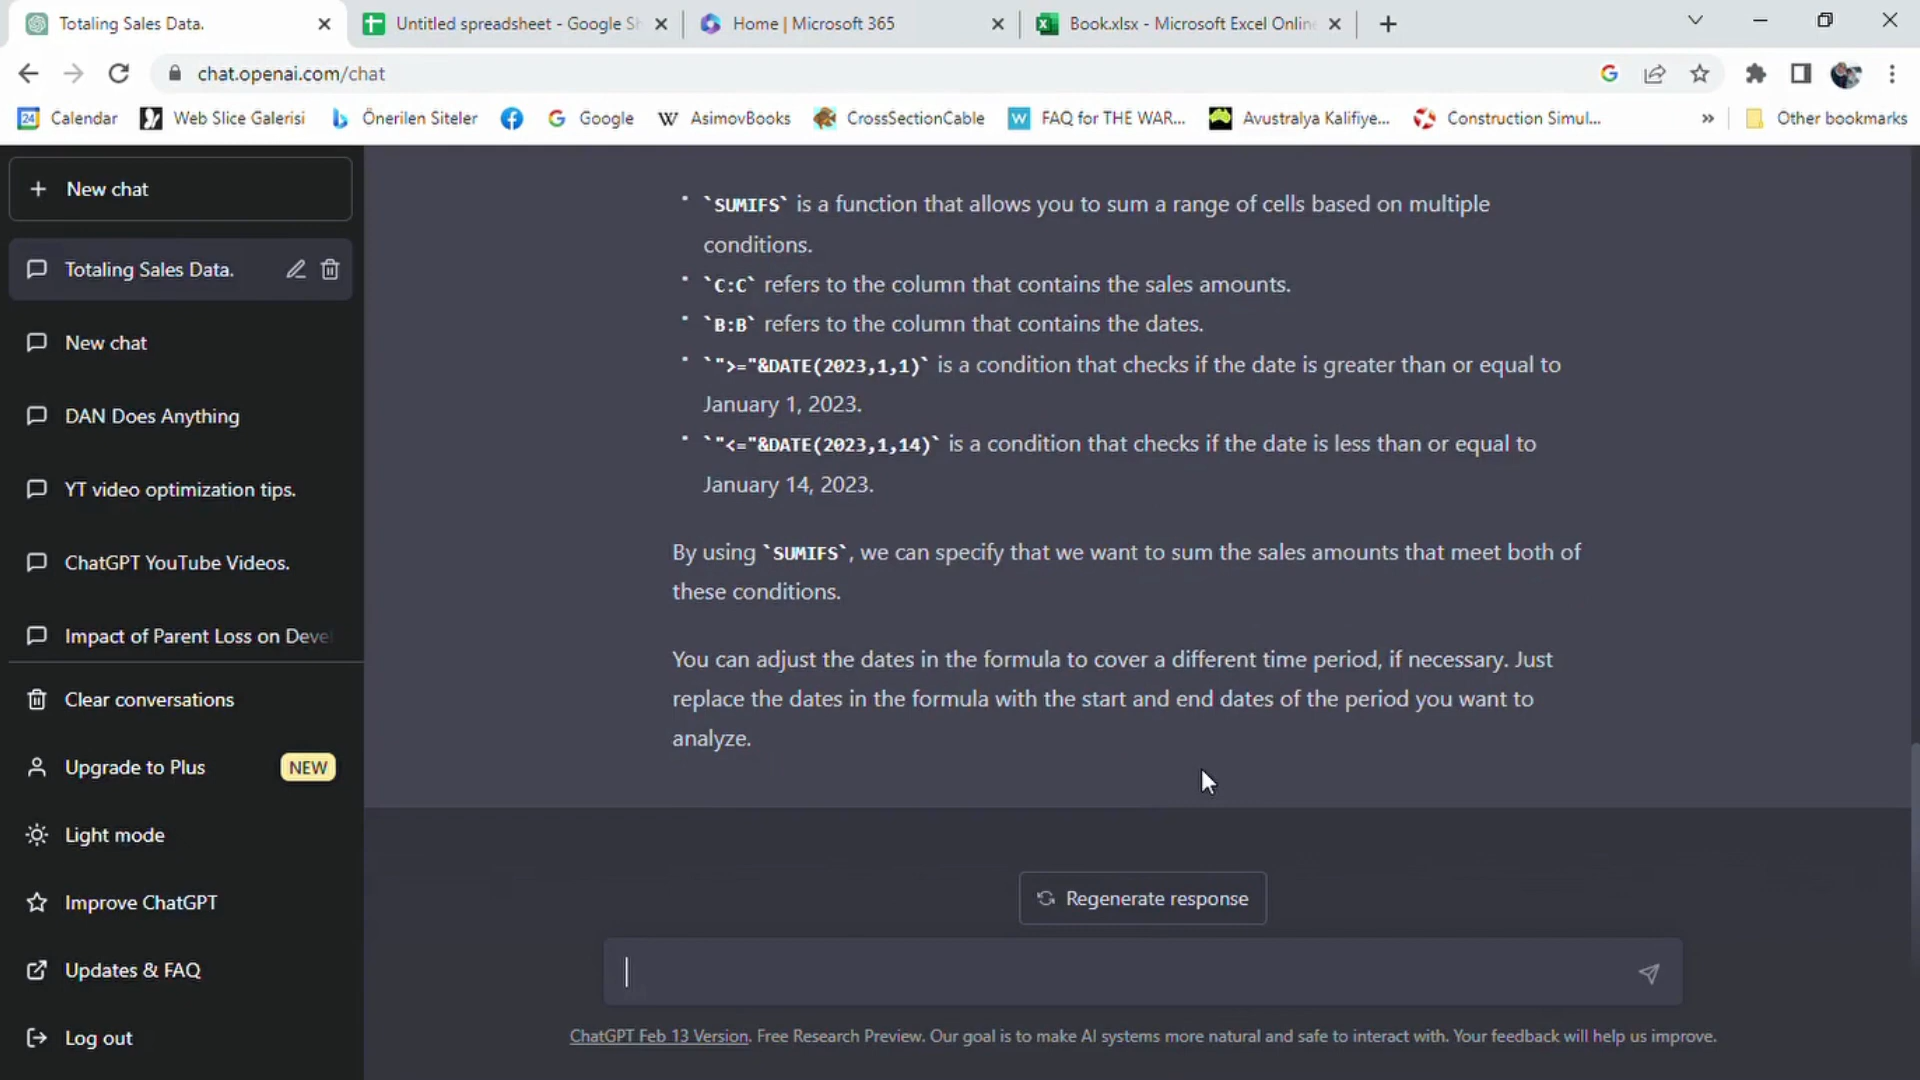 Totaling Sales Data.
Untitled spreadsheet - Google Sh
Home | Microsoft 365
Book.xlsx - Microsoft Excel Online
chat.openai.com/chat
24 Calendar
Web Slice Galerisi
Önerilen Siteler
Google
W AsimovBooks
CrossSectionCable
W FAQ for THE WAR...
Avustralya Kalifiye...
Construction Simul...
»
Other bookmarks
+ New chat
Totaling Sales Data.
New chat
DAN Does Anything
YT video optimization tips.
ChatGPT YouTube Videos.
Impact of Parent Loss on Deve
Clear conversations
Upgrade to Plus NEW
Light mode
Improve ChatGPT
Updates & FAQ
Log out
• `SUMIFS` is a function that allows you to sum a range of cells based on multiple
conditions.
• `C:C` refers to the column that contains the sales amounts.
• `B:B` refers to the column that contains the dates.
• `">="&DATE(2023,1,1)` is a condition that checks if the date is greater than or equal to
January 1, 2023.
• `"<="&DATE(2023,1,14)` is a condition that checks if the date is less than or equal to
January 14, 2023.
By using `SUMIFS`, we can specify that we want to sum the sales amounts that meet both of
these conditions.
You can adjust the dates in the formula to cover a different time period, if necessary. Just
replace the dates in the formula with the start and end dates of the period you want to
analyze.
Regenerate response
ChatGPT Feb 13 Version. Free Research Preview. Our goal is to make AI systems more natural and safe to interact with. Your feedback will help us improve.